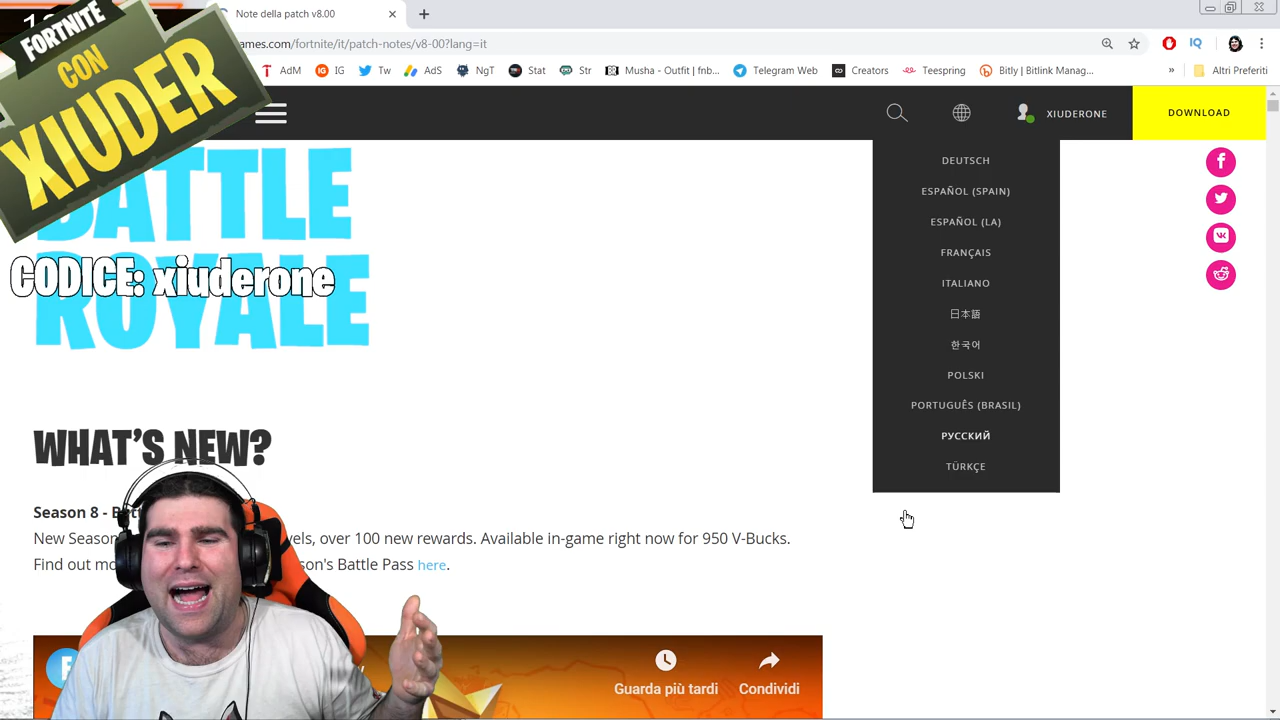 Note della patch v8.00
ames.com/fortnite/it/patch-notes/v8-00?lang=it
AdM IG Tw AdS NgT Stat Str Musha - Outfit | fnb... Telegram Web Creators Teespring Bitly | Bitlink Manag... » Altri Preferiti
FORTNITE
CON
XIUDER
XIUDERONE
DOWNLOAD
DEUTSCH
ESPAÑOL (SPAIN)
ESPAÑOL (LA)
FRANÇAIS
ITALIANO
日本語
한국어
POLSKI
PORTUGUÊS (BRASIL)
РУССКИЙ
TÜRKÇE
BATTLE
ROYALE
CODICE: xiuderone
WHAT'S NEW?
Season 8 - B
New Season vels, over 100 new rewards. Available in-game right now for 950 V-Bucks.
Find out mo son's Battle Pass here.
Guarda più tardi Condividi